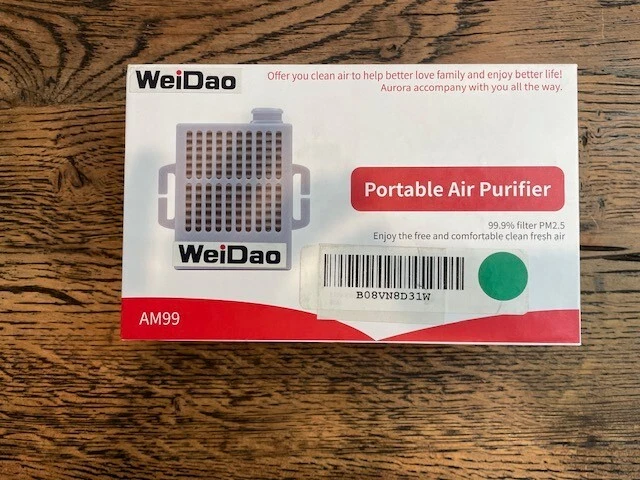 WeiDao
Offer you clean air to help better love family and enjoy better life!
Aurora accompany with you all the way.
Portable Air Purifier
99.9% filter PM2.5
Enjoy the free and comfortable clean fresh air
WeiDao
B08VN8D31W
AM99